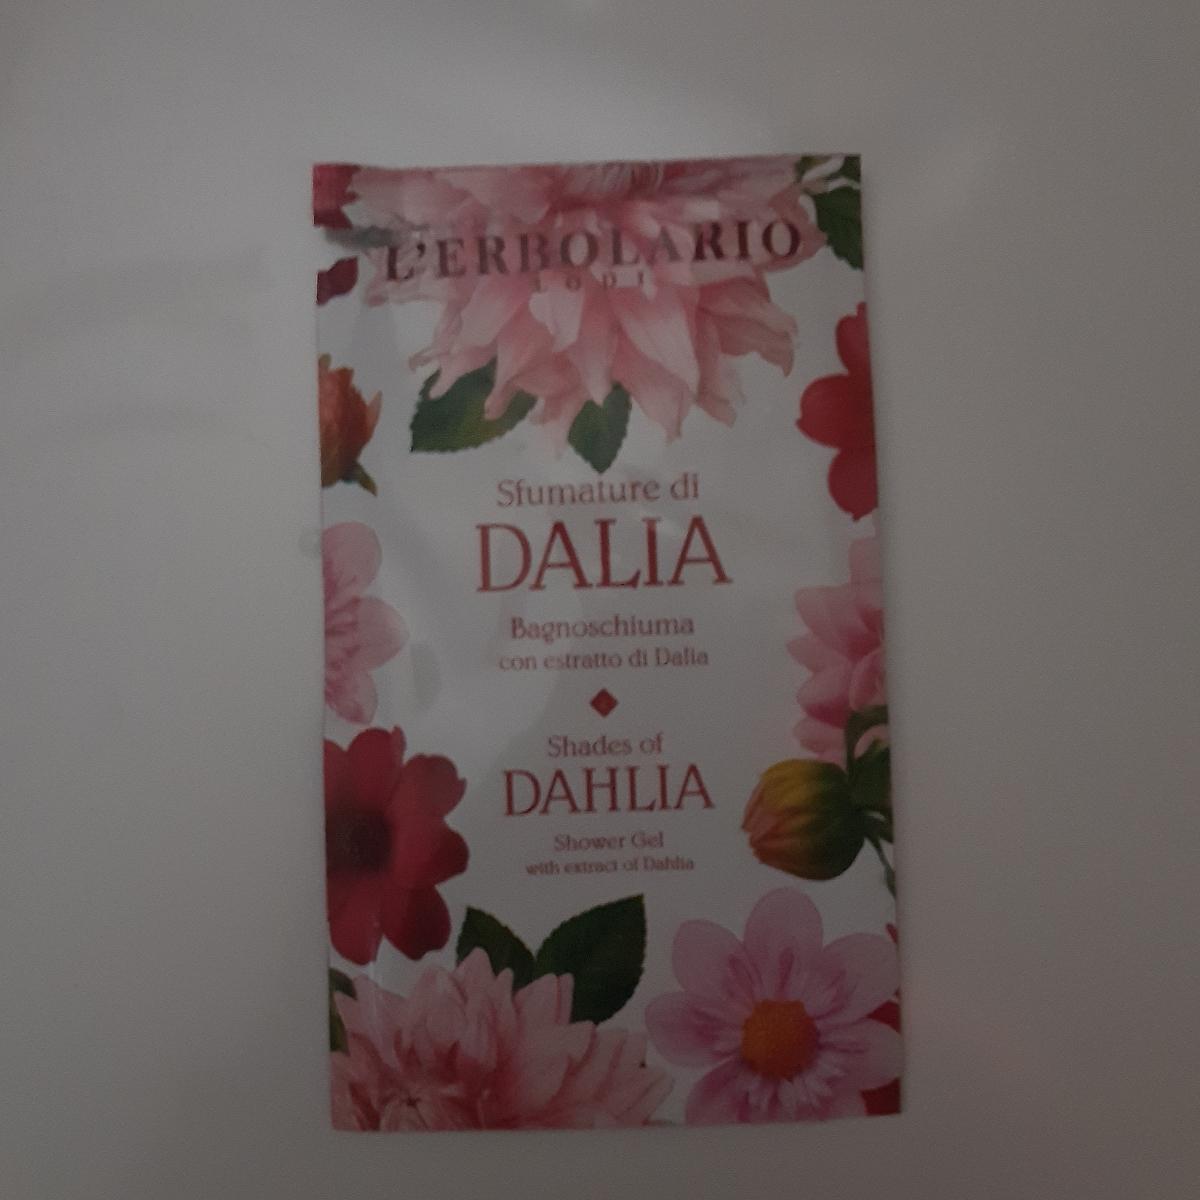 L'ERBOLARIO
LODI
Sfumature di
DALIA
Bagnoschiuma
con estratto di Dalia
Shades of
DAHLIA
Shower Gel
with extract of Dahlia